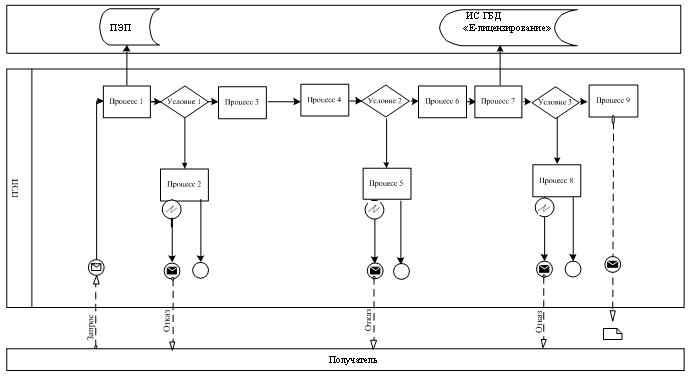 ПЭП
ИС ГБД
«Е-лицензирование»
ПЭП
Процесс 1
Условие 1
Процесс 3
Процесс 4
Условие 2
Процесс 6
Процесс 7
Условие 3
Процесс 9
Процесс 2
Процесс 5
Процесс 8
Запрос
Отказ
Отказ
Отказ
Получатель